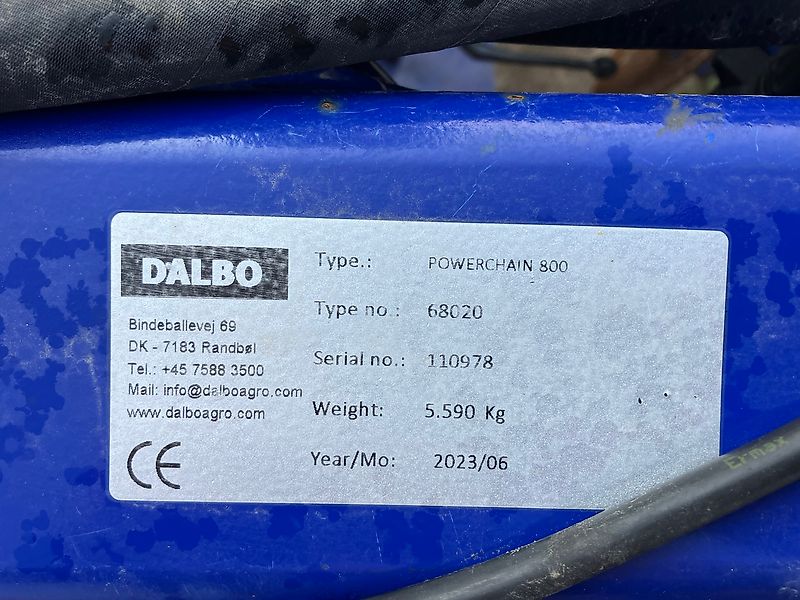 DALBO
Bindeballevej 69
DK - 7183 Randbøl
Tel.: +45 7588 3500
Mail: info@dalboagro.com
www.dalboagro.com
CE
Type.: POWERCHAIN 800
Type no.: 68020
Serial no.: 110978
Weight: 5.590 Kg
Year/Mo: 2023/06